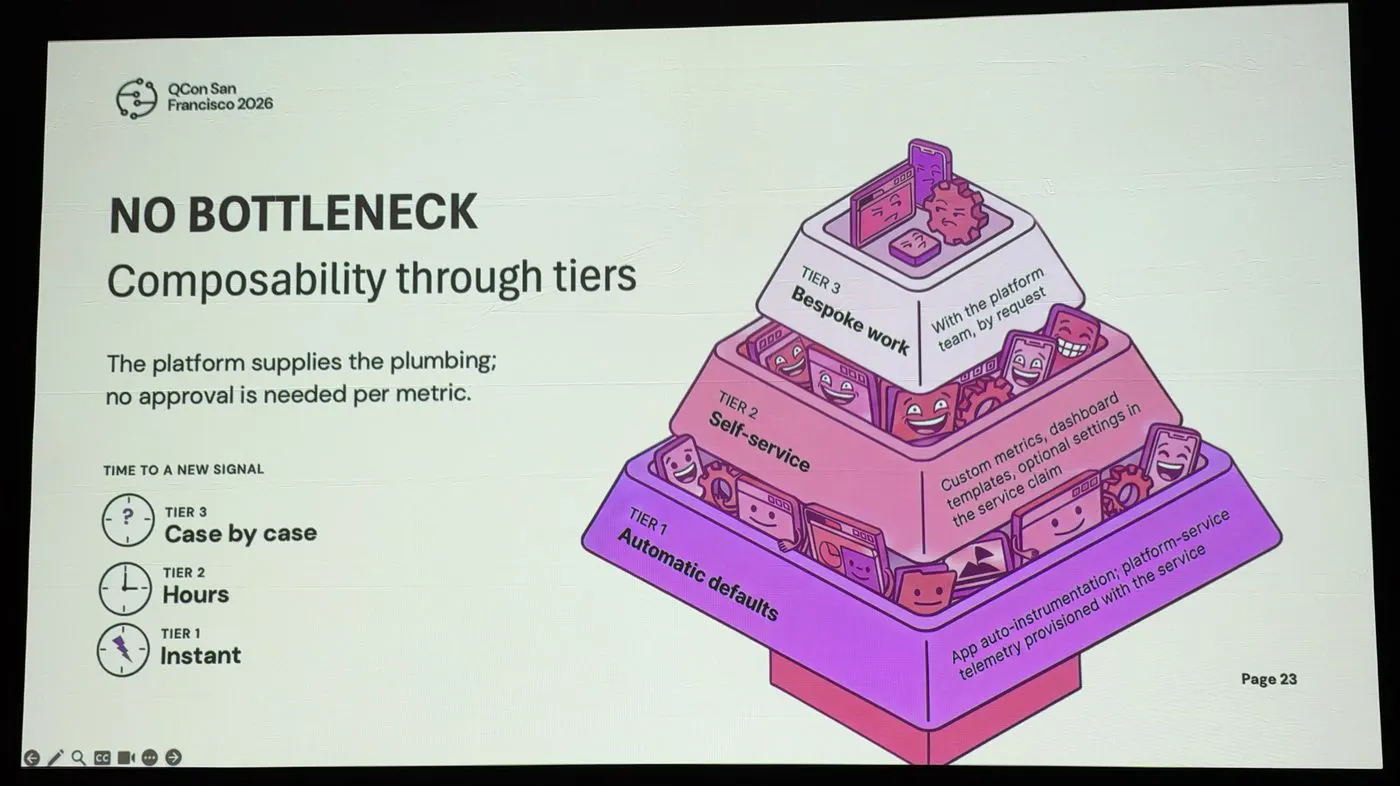 QCon San
Francisco 2026
NO BOTTLENECK
Composability through tiers
The platform supplies the plumbing;
no approval is needed per metric.
TIME TO A NEW SIGNAL
?
TIER 3
Case by case
TIER 2
Hours
TIER 1
Instant
TIER 3
Bespoke work
With the platform
team, by request
TIER 2
Self-service
Custom metrics, dashboard
templates, optional settings in
the service claim
TIER 1
Automatic defaults
App auto-instrumentation; platform-service
telemetry provisioned with the service
Page 23
CC